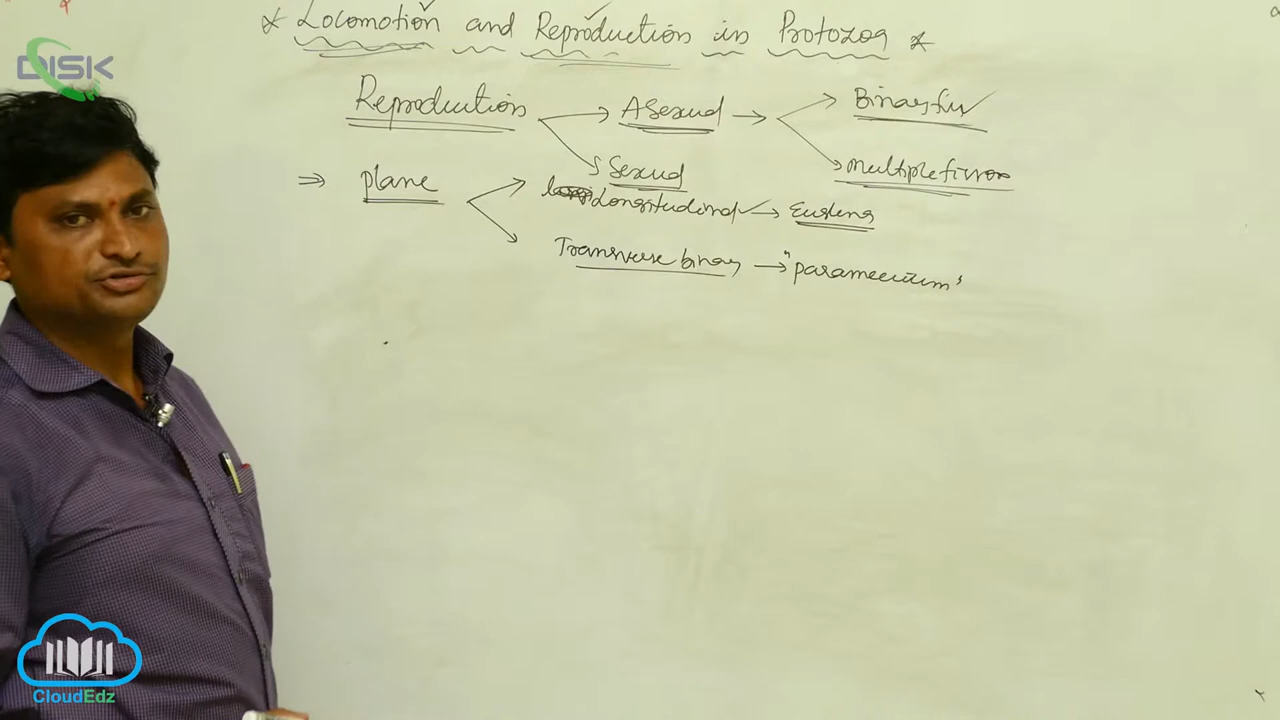 * Locomotion and Reproduction in Protozoa *
DISK
Reproduction → Asexual → Binary fis
→ Sexual → multiple fission
⇒ plane → Longitudinal → Euglena
→ Transverse binary → "paramecium"
CloudEdz